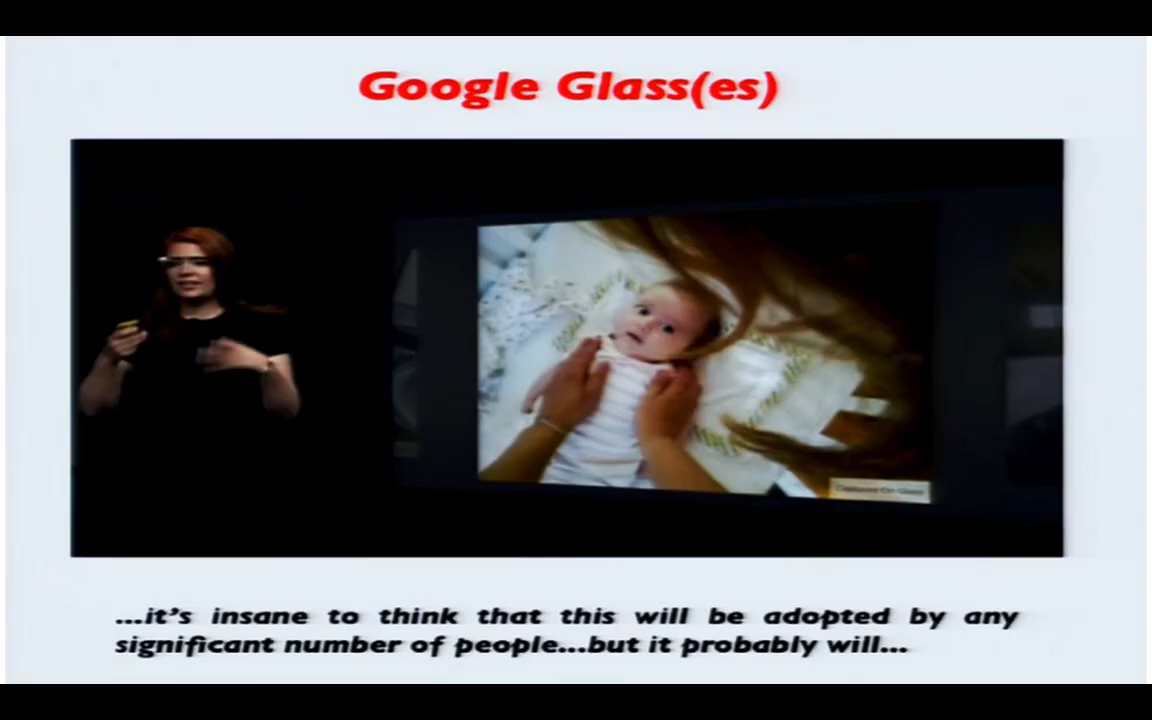 Google Glass(es)
...it's insane to think that this will be adopted by any
significant number of people...but it probably will...